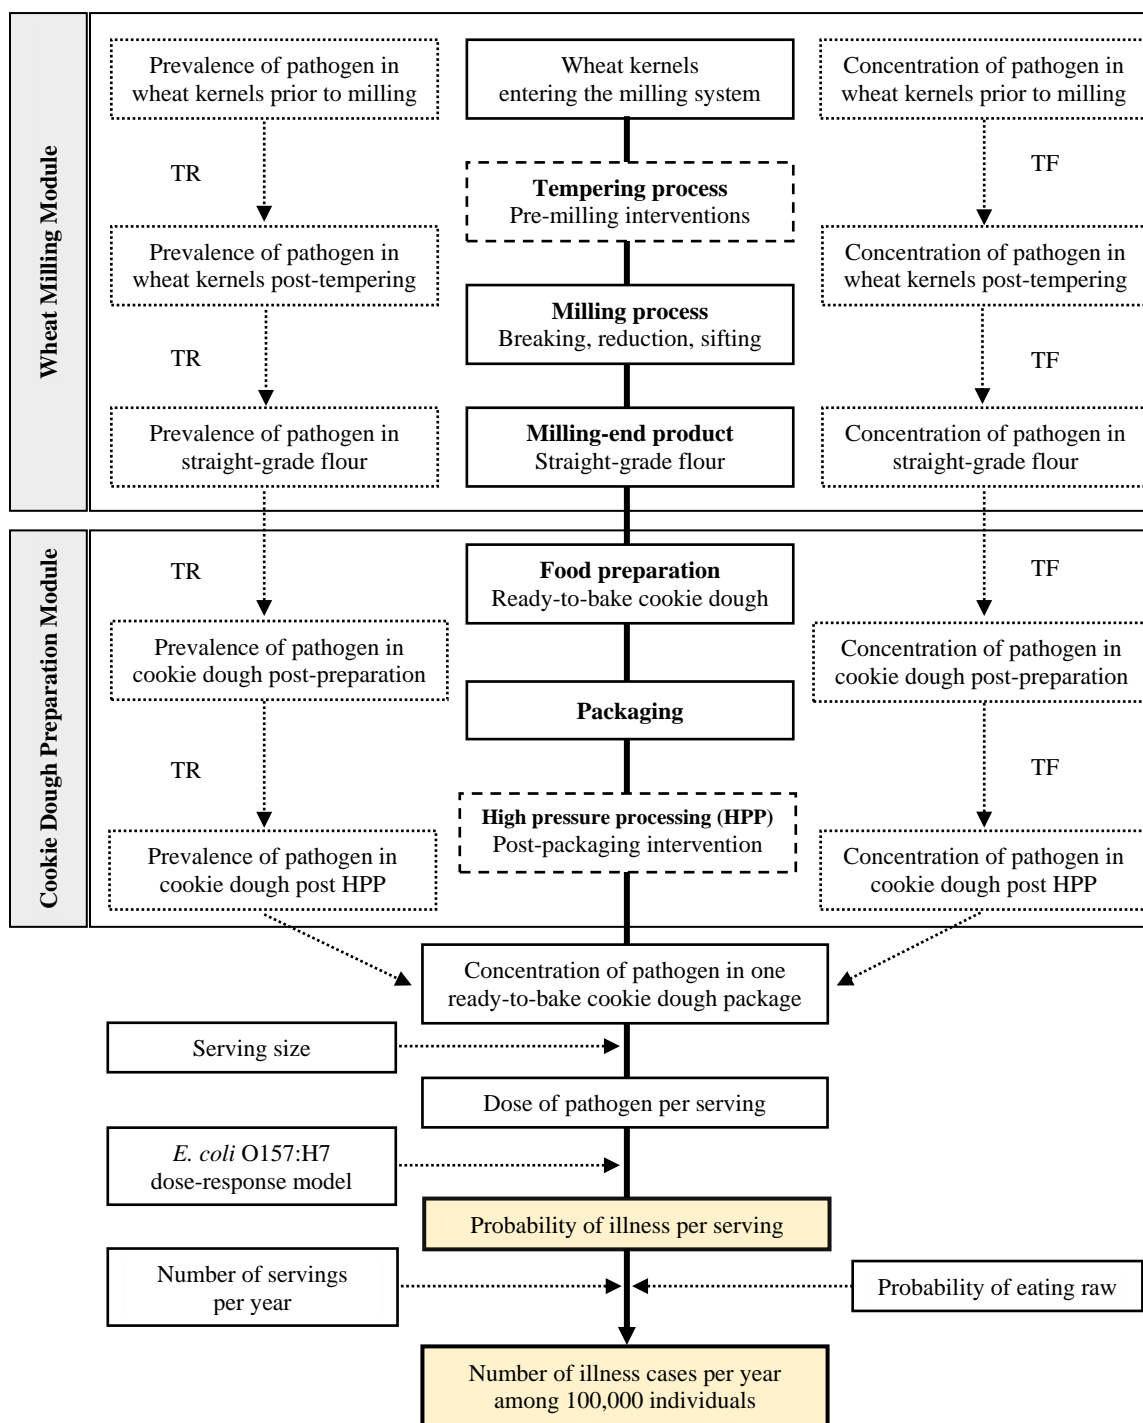 Wheat Milling Module
Prevalence of pathogen in
wheat kernels prior to milling
Wheat kernels
entering the milling system
Concentration of pathogen in
wheat kernels prior to milling
TR
TF
Tempering process
Pre-milling interventions
Prevalence of pathogen in
wheat kernels post-tempering
Concentration of pathogen in
wheat kernels post-tempering
Milling process
Breaking, reduction, sifting
TR
TF
Prevalence of pathogen in
straight-grade flour
Milling-end product
Straight-grade flour
Concentration of pathogen in
straight-grade flour
Cookie Dough Preparation Module
TR
Food preparation
Ready-to-bake cookie dough
TF
Prevalence of pathogen in
cookie dough post-preparation
Concentration of pathogen in
cookie dough post-preparation
Packaging
TR
TF
High pressure processing (HPP)
Post-packaging intervention
Prevalence of pathogen in
cookie dough post HPP
Concentration of pathogen in
cookie dough post HPP
Concentration of pathogen in one
ready-to-bake cookie dough package
Serving size
Dose of pathogen per serving
E. coli O157:H7
dose-response model
Probability of illness per serving
Number of servings
per year
Probability of eating raw
Number of illness cases per year
among 100,000 individuals